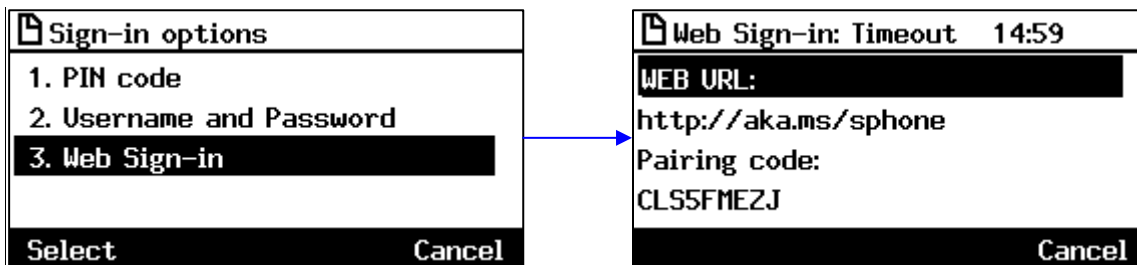 Sign-in options
1. PIN code
2. Username and Password
3. Web Sign-in
Select Cancel
Web Sign-in: Timeout 14:59
WEB URL:
http://aka.ms/sphone
Pairing code:
CLS5FMEZJ
Cancel